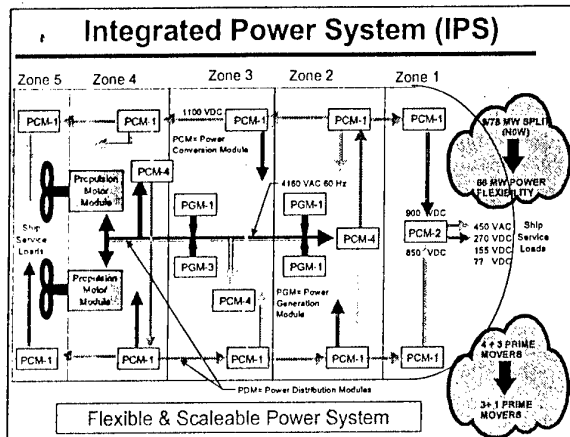 Integrated Power System (IPS)
Zone 5
Zone 4
Zone 3
Zone 2
Zone 1
PCM-1
PCM-1
1100 VDC
PCM-1
PCM-1
PCM-1
MW SPLIT
(NOW)
66 MW POWER
FLEXIBILITY
PCM= Power
Conversion Module
PCM-4
4160 VAC 60 Hz
Propulsion
Motor
Module
PGM-1
PGM-1
PCM-4
PGM-3
PGM-1
900 VDC
PCM-2
850 VDC
450 VAC
270 VDC
155 VDC
77 VDC
Ship
Service
Loads
Ship
Service
Loads
Propulsion
Motor
Module
PCM-4
PGM= Power
Generation
Module
PCM-1
PCM-1
PCM-1
PCM-1
PCM-1
4 + 3 PRIME
MOVERS
3+ 1 PRIME
MOVERS
PDM= Power Distribution Modules
Flexible & Scaleable Power System